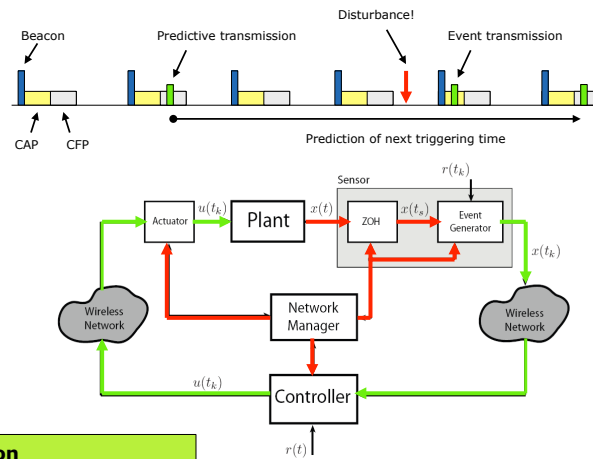 Disturbance!
Beacon
Predictive transmission
Event transmission
CAP
CFP
Prediction of next triggering time
Sensor
r(t_k)
u(t_k)
x(t)
x(t_s)
Actuator
Plant
ZOH
Event
Generator
x(t_k)
Wireless
Network
Network
Manager
Wireless
Network
u(t_k)
Controller
r(t)
on